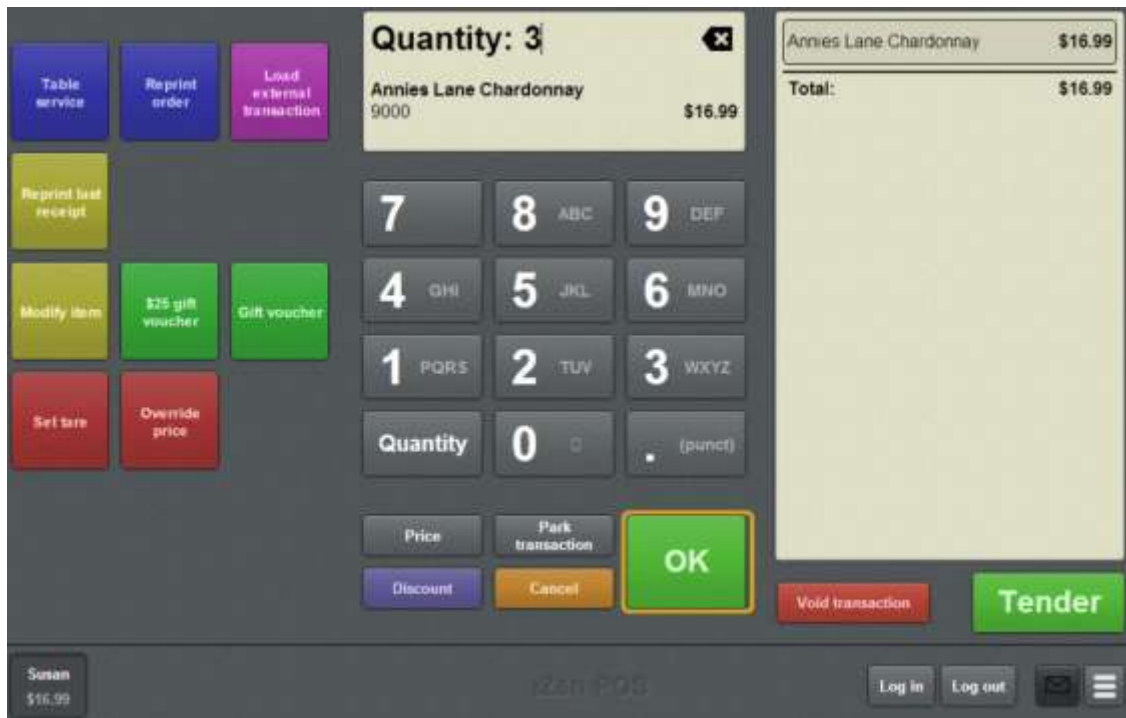 Table
service
Reprint
order
Load
external
transaction
Reprint last
receipt
Modify item
$25 gift
voucher
Gift voucher
Set tare
Override
price
Quantity: 3
Annies Lane Chardonnay
9000 $16.99
7
8 ABC
9 DEF
4 GHI
5 JKL
6 MNO
1 PQRS
2 TUV
3 WXYZ
Quantity
0
. (punct)
Price
Park
transaction
Discount
Cancel
OK
Annies Lane Chardonnay $16.99
Total: $16.99
Void transaction
Tender
Susan
$16.99
POS
Log in
Log out